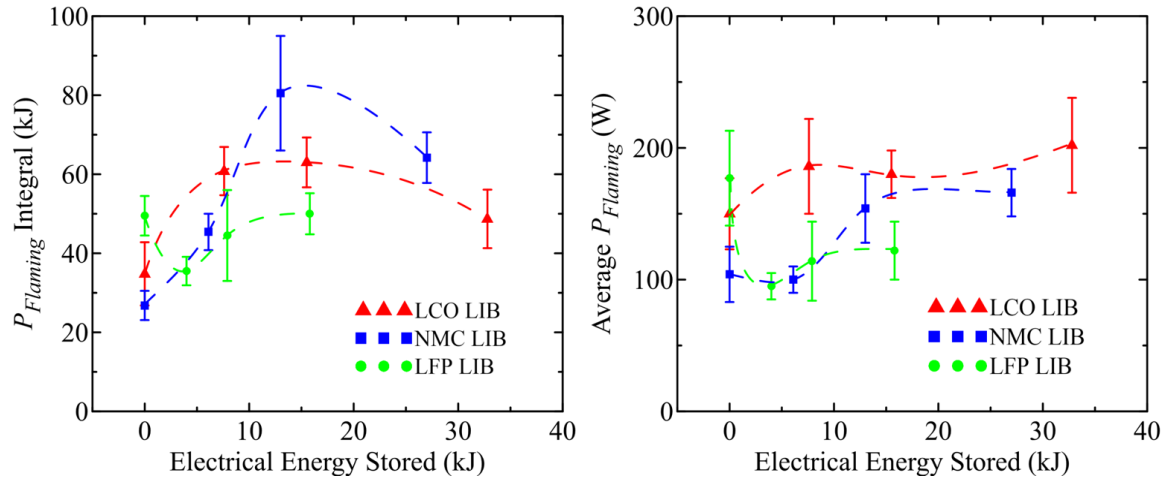 100
80
60
40
20
0
P_Flaming Integral (kJ)
LCO LIB
NMC LIB
LFP LIB
0 10 20 30 40
Electrical Energy Stored (kJ)
300
200
100
0
Average P_Flaming (W)
LCO LIB
NMC LIB
LFP LIB
0 10 20 30 40
Electrical Energy Stored (kJ)